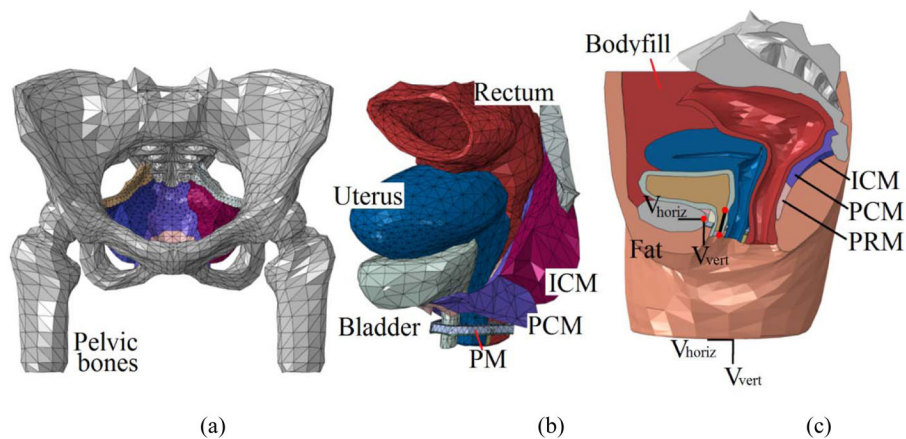 Pelvic
bones
(a)
Rectum
Uterus
ICM
Bladder
PCM
PM
(b)
Bodyfill
ICM
PCM
PRM
Vhoriz
Vvert
Fat
Vhoriz
Vvert
(c)